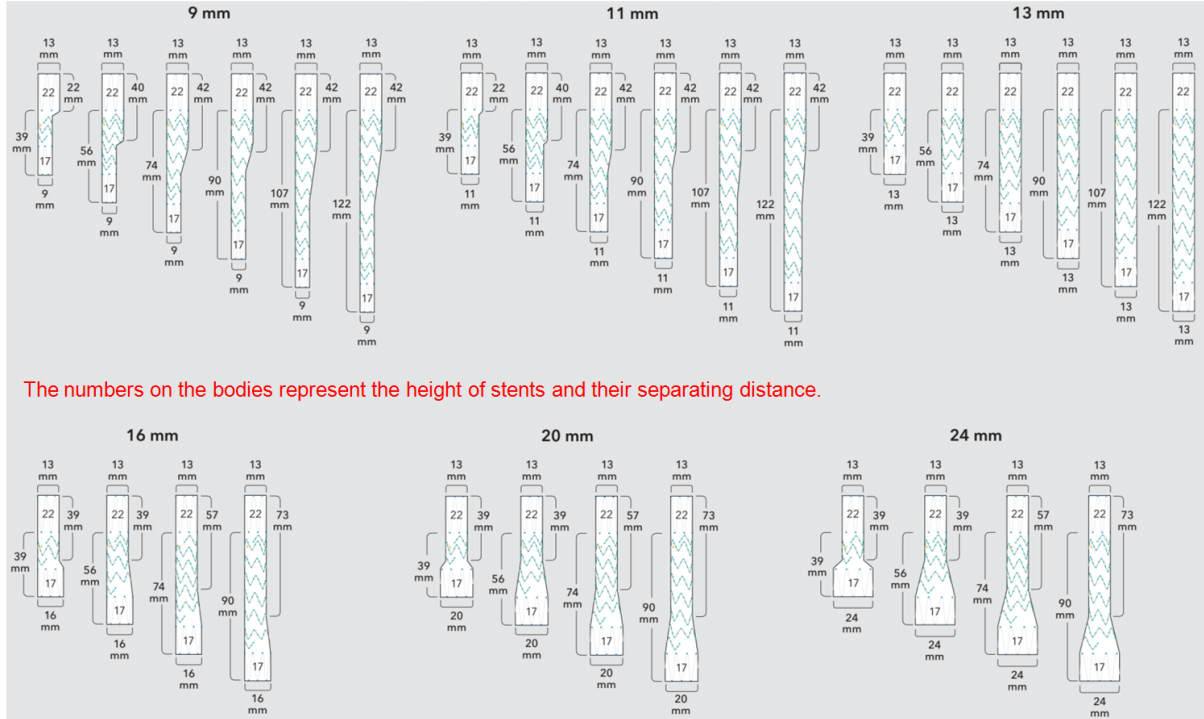 9 mm 11 mm 13 mm
13 13 13 13 13 13 13 13 13 13 13 13 13 13 13 13 13 13
mm mm mm mm mm mm mm mm mm mm mm mm mm mm mm mm mm mm
22 22 22 40 22 42 22 42 22 42 22 42 22 22 22 40 22 42 22 42 22 42 22 42 22 22 22 22 22 22
mm mm mm mm mm mm mm mm mm mm mm mm
39 56 74 90 107 122 39 56 74 90 107 122 39 56 74 90 107 122
mm mm mm mm mm mm mm mm mm mm mm mm mm mm mm mm mm mm
17 17 17 17 17 17 17 17 17 17 17 17 17 17 17 17 17 17
9 9 9 9 9 9 11 11 11 11 11 11 13 13 13 13 13 13
mm mm mm mm mm mm mm mm mm mm mm mm mm mm mm mm mm mm
The numbers on the bodies represent the height of stents and their separating distance.
16 mm 20 mm 24 mm
13 13 13 13 13 13 13 13 13 13 13 13
mm mm mm mm mm mm mm mm mm mm mm mm
22 39 22 39 22 57 22 73 22 39 22 39 22 57 22 73 22 39 22 39 22 57 22 73
mm mm mm mm mm mm mm mm mm mm mm mm
39 56 74 90 39 56 74 90 39 56 74 90
mm mm mm mm mm mm mm mm mm mm mm mm
17 17 17 17 17 17 17 17 17 17 17 17
16 16 16 16 20 20 20 20 24 24 24 24
mm mm mm mm mm mm mm mm mm mm mm mm